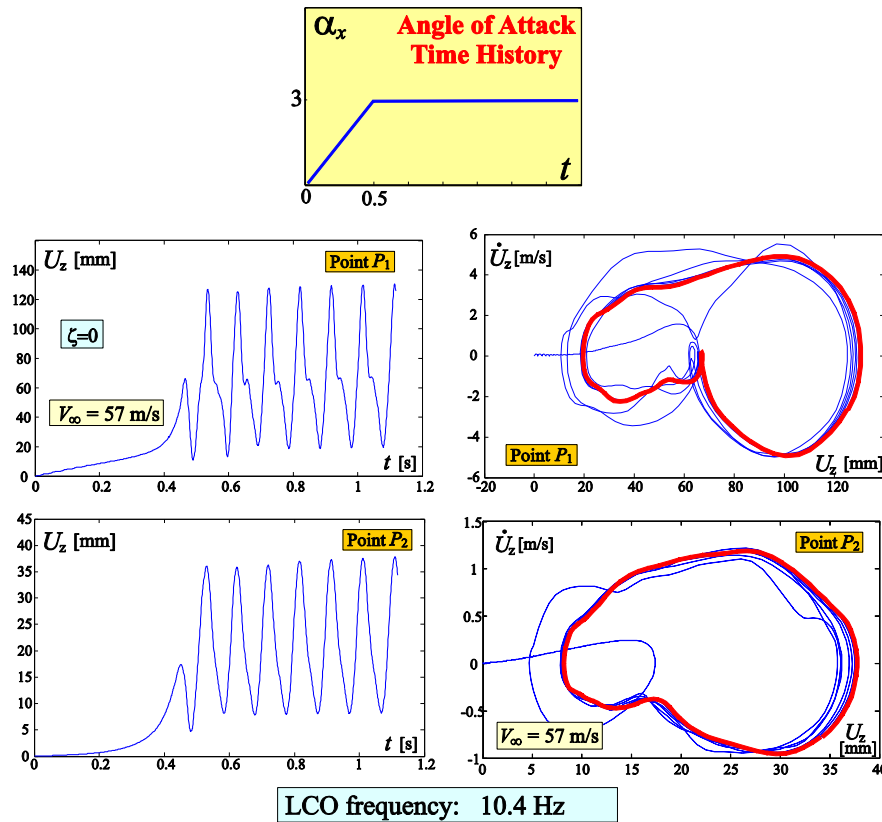 αx
Angle of Attack
Time History
3
0
0.5
t
Uz [mm]
Point P1
ζ=0
V∞ = 57 m/s
140
120
100
80
60
40
20
0
0 0.2 0.4 0.6 0.8 1 1.2
t [s]
U̇z[m/s]
6
4
2
0
-2
-4
-6
Point P1
Uz [mm]
-20 0 20 40 60 80 100 120 140
Uz [mm]
Point P2
45
40
35
30
25
20
15
10
5
0
0 0.2 0.4 0.6 0.8 1 1.2
t [s]
U̇z[m/s]
Point P2
1.5
1
0.5
0
-0.5
-1
V∞ = 57 m/s
Uz
[mm]
0 5 10 15 20 25 30 35 40
LCO frequency: 10.4 Hz